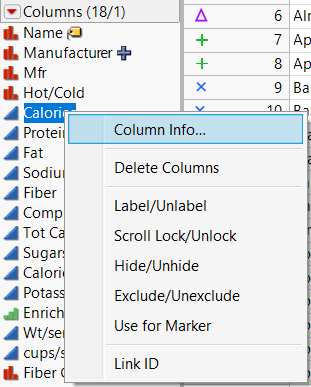 Columns (18/1)
Name
Manufacturer
Mfr
Hot/Cold
Calorie
Protein
Fat
Sodiu
Fiber
Comp
Tot Ca
Sugars
Calorie
Potass
Enrich
Wt/ser
cups/s
Fiber
6 Al
7 Ap
8 Ap
9 Ba
10 Ba
Column Info...
Delete Columns
Label/Unlabel
Scroll Lock/Unlock
Hide/Unhide
Exclude/Unexclude
Use for Marker
Link ID